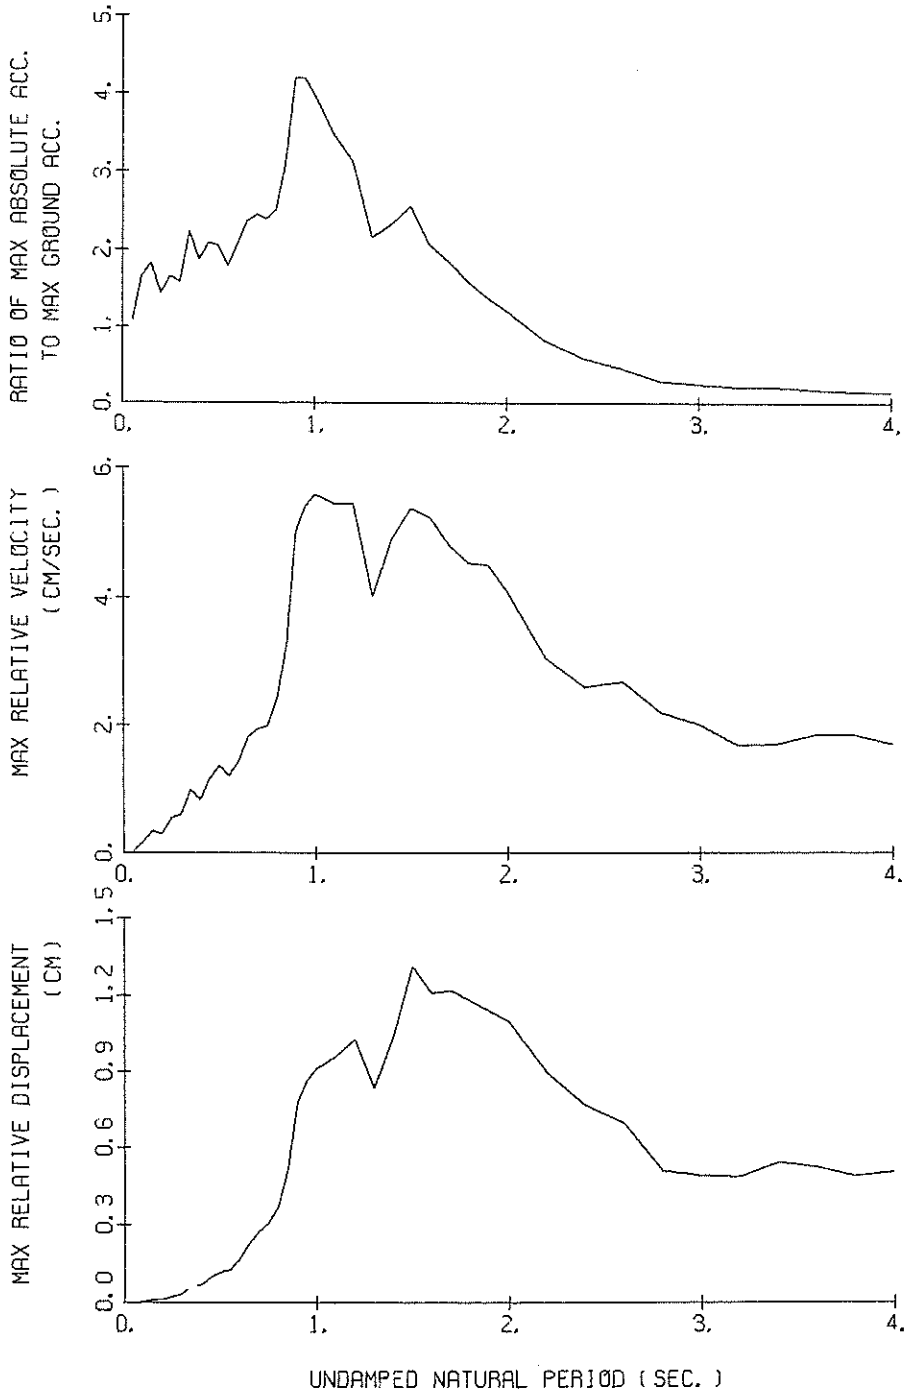 RATIO OF MAX ABSOLUTE ACC.
TO MAX GROUND ACC.
5.
4.
3.
2.
1.
0.
0. 1. 2. 3. 4.
MAX RELATIVE VELOCITY
(CM/SEC.)
6.
4.
2.
0.
0. 1. 2. 3. 4.
MAX RELATIVE DISPLACEMENT
(CM)
1.5
1.2
0.9
0.6
0.3
0.0
0. 1. 2. 3. 4.
UNDAMPED NATURAL PERIOD (SEC.)